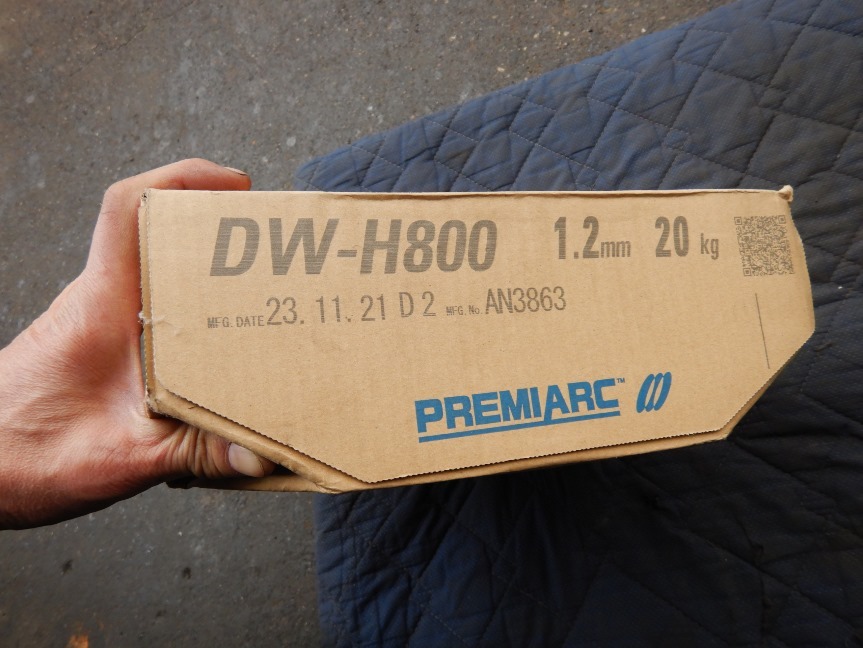 DW-H800 1.2mm 20 kg
MFG. DATE 23. 11. 21 D 2 MFG. No. AN3863
PREMIARC™